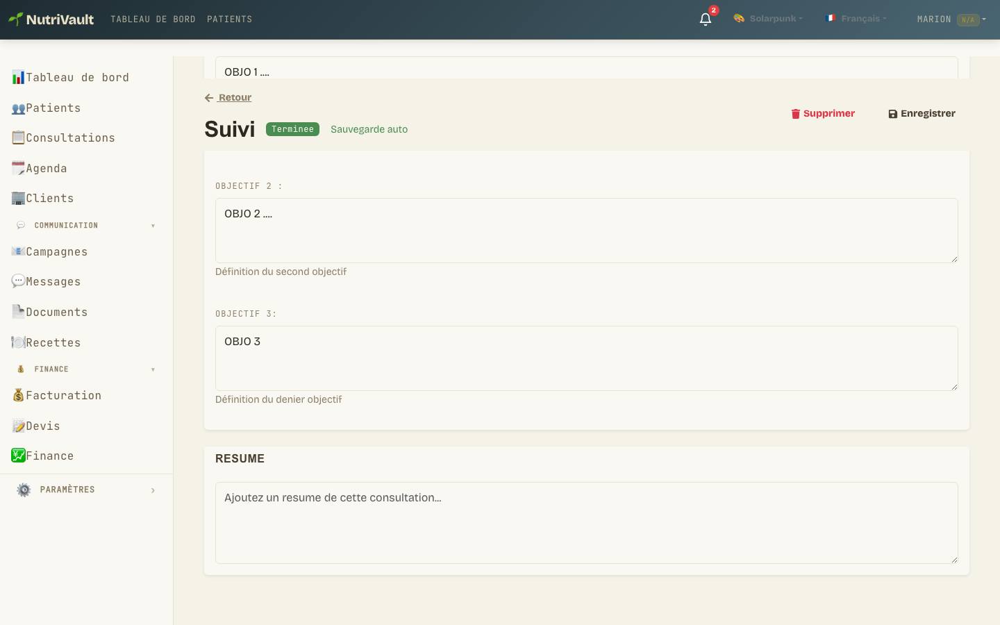 NutriVault
TABLEAU DE BORD
PATIENTS
2
Solarpunk
Français
MARION
N/A
Tableau de bord
Patients
Consultations
Agenda
Clients
COMMUNICATION
Campagnes
Messages
Documents
Recettes
FINANCE
Facturation
Devis
Finance
PARAMÈTRES
OBJO 1 ....
Retour
Suivi
Terminee
Sauvegarde auto
Supprimer
Enregistrer
OBJECTIF 2 :
OBJO 2 ....
Définition du second objectif
OBJECTIF 3:
OBJO 3
Définition du denier objectif
RESUME
Ajoutez un resume de cette consultation...